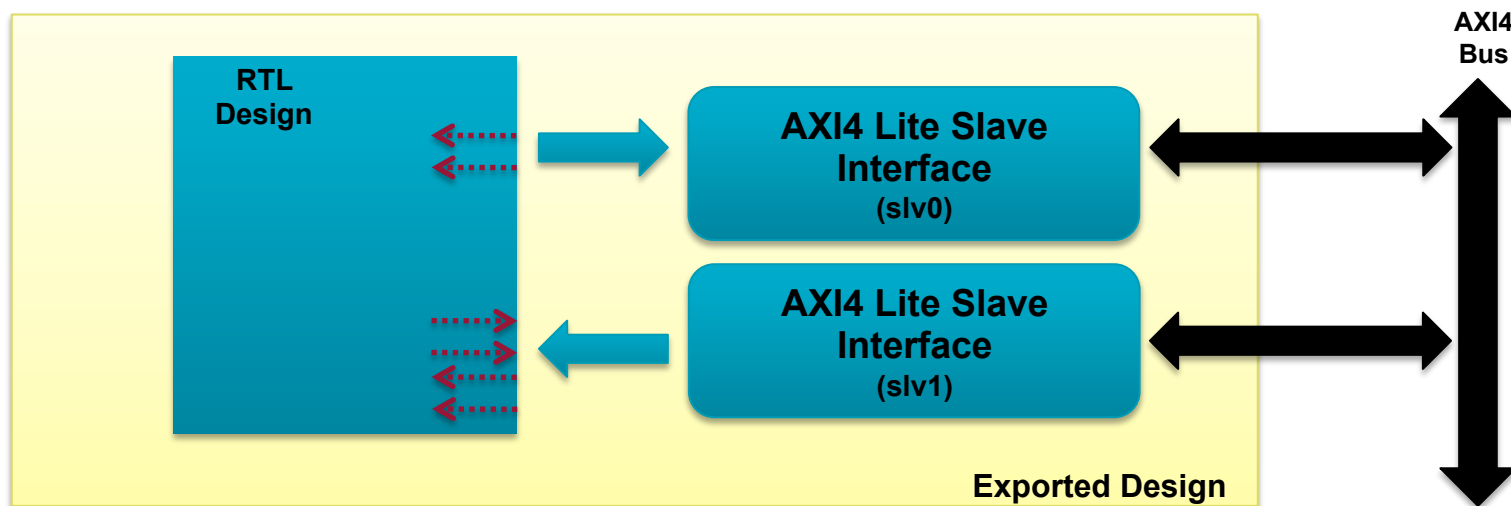 RTL
Design
AXI4 Lite Slave
Interface
(slv0)
AXI4 Lite Slave
Interface
(slv1)
Exported Design
AXI4
Bus